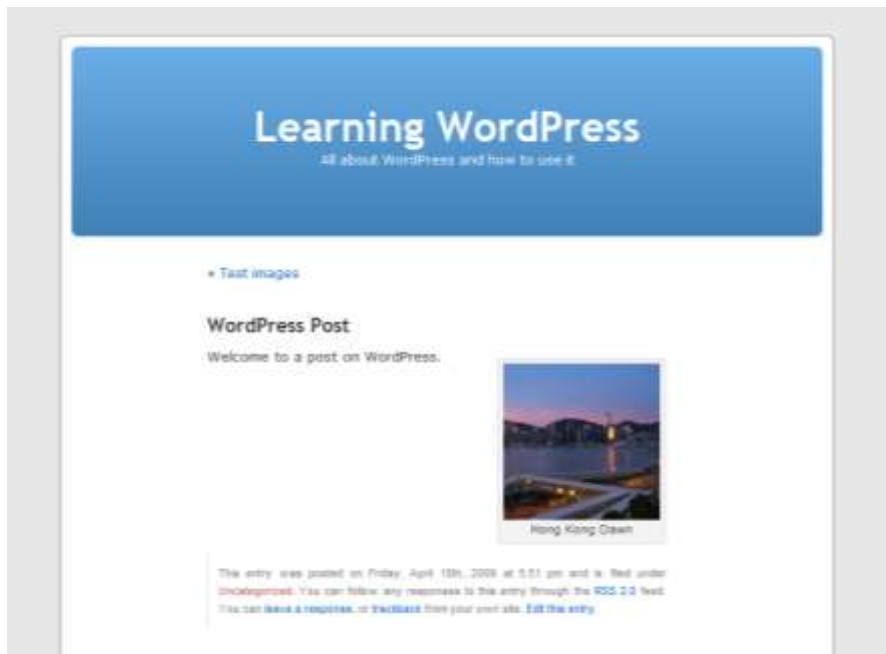 Learning WordPress
All about WordPress and how to use it
« Test images
WordPress Post
Welcome to a post on WordPress.
Hong Kong Dawn
This entry was posted on Friday, April 18th, at 5:51 pm and is filed under
Uncategorized. You can follow any responses to this entry through the RSS 2.0 feed.
You can leave a response, or trackback from your own site. Edit this entry.